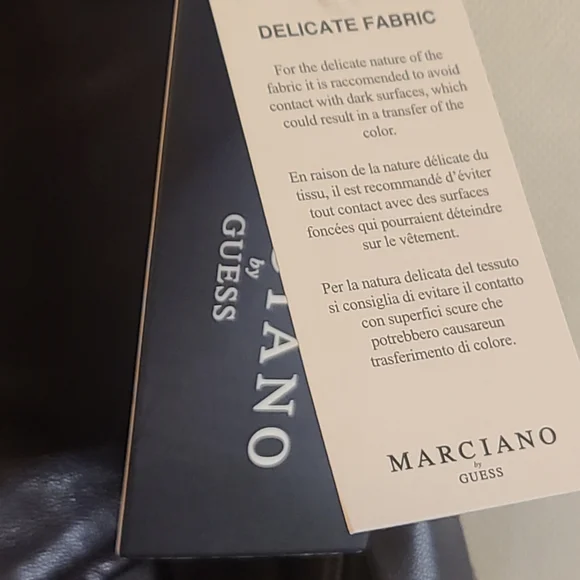 DELICATE FABRIC
For the delicate nature of the
fabric it is raccomended to avoid
contact with dark surfaces, which
could result in a transfer of the
color.
En raison de la nature délicate du
tissu, il est recommandé d'éviter
tout contact avec des surfaces
foncées qui pourraient déteindre
sur le vêtement.
Per la natura delicata del tessuto
si consiglia di evitare il contatto
con superfici scure che
potrebbero causareun
trasferimento di colore.
MARCIANO
by
GUESS
IANO
by
GUESS